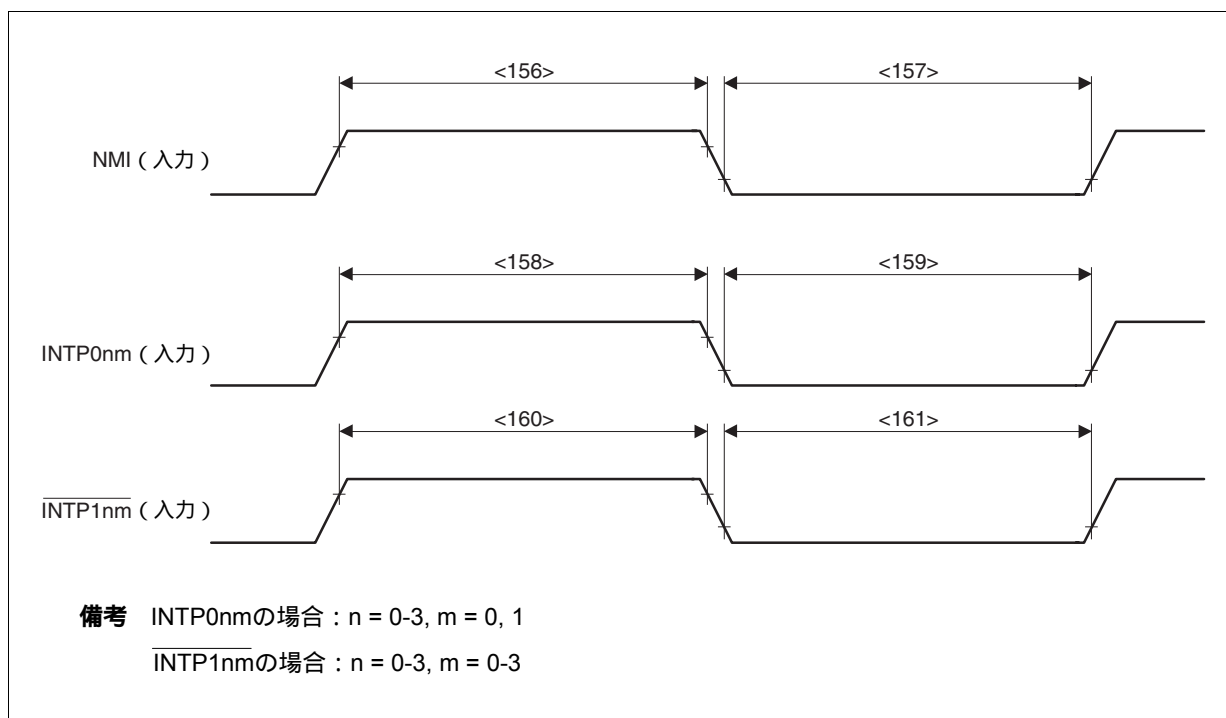 <156> <157>
NMI（入力）
<158> <159>
INTP0nm（入力）
<160> <161>
INTP1nm（入力）
備考 INTP0nmの場合：n = 0-3, m = 0, 1
INTP1nmの場合：n = 0-3, m = 0-3